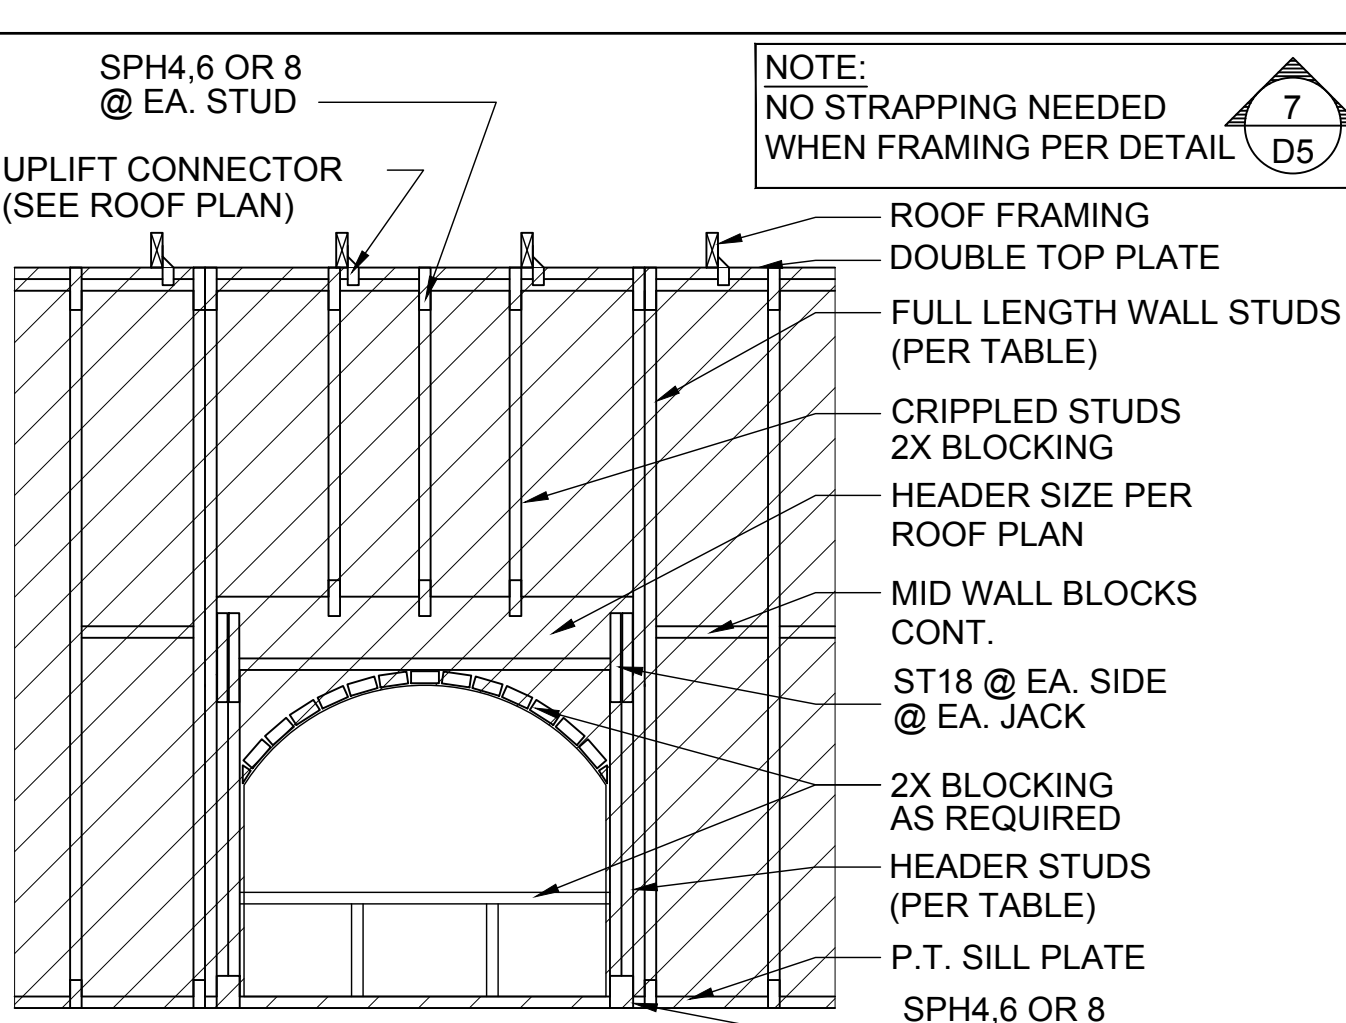 SPH4,6 OR 8
@ EA. STUD
UPLIFT CONNECTOR
(SEE ROOF PLAN)
NOTE:
NO STRAPPING NEEDED
WHEN FRAMING PER DETAIL
7
D5
ROOF FRAMING
DOUBLE TOP PLATE
FULL LENGTH WALL STUDS
(PER TABLE)
CRIPPLED STUDS
2X BLOCKING
HEADER SIZE PER
ROOF PLAN
MID WALL BLOCKS
CONT.
ST18 @ EA. SIDE
@ EA. JACK
2X BLOCKING
AS REQUIRED
HEADER STUDS
(PER TABLE)
P.T. SILL PLATE
SPH4,6 OR 8